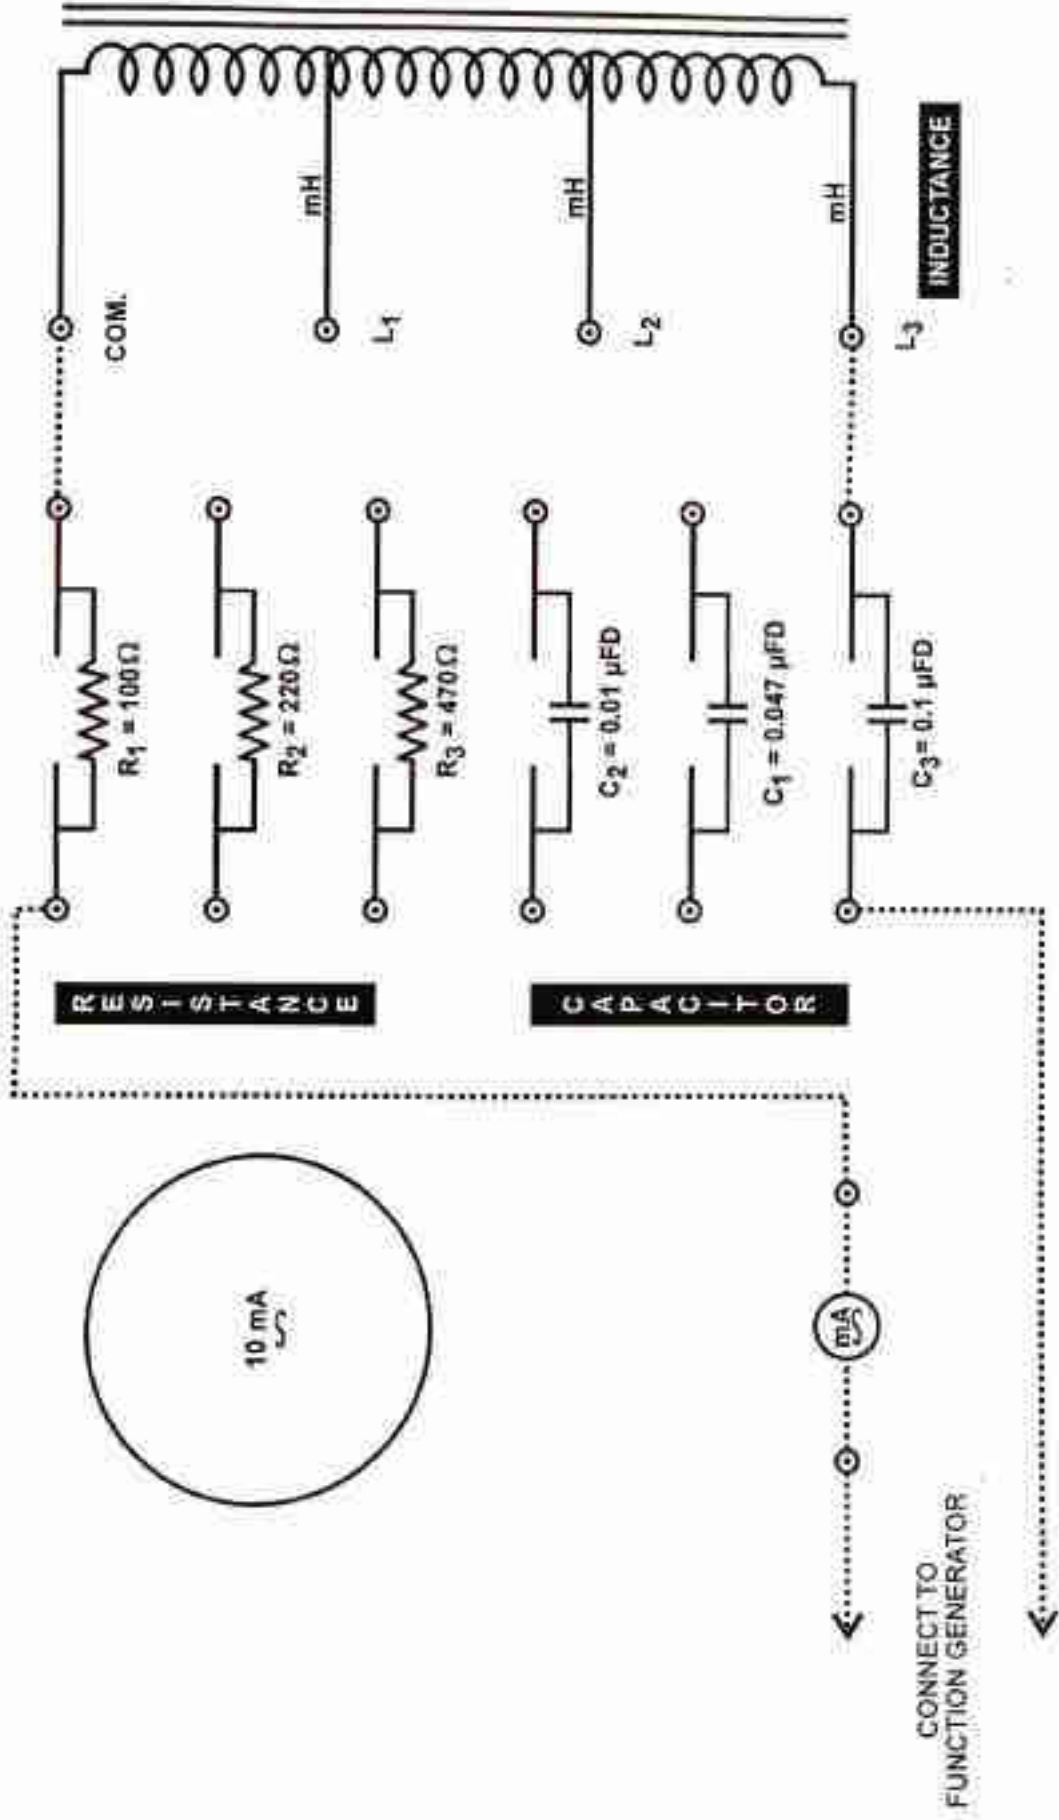 RESISTANCE
R1 = 100Ω
R2 = 220Ω
R3 = 470Ω
CAPACITOR
C2 = 0.01 µFD
C1 = 0.047 µFD
C3= 0.1 µFD
COM.
mH
L1
mH
L2
mH
L3
INDUCTANCE
10 mA
mA
CONNECT TO
FUNCTION GENERATOR